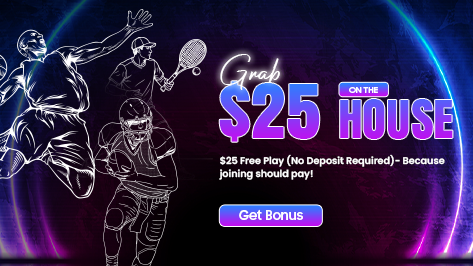 Grab
$25 ON THE HOUSE
$25 Free Play (No Deposit Required)- Because
joining should pay!
Get Bonus